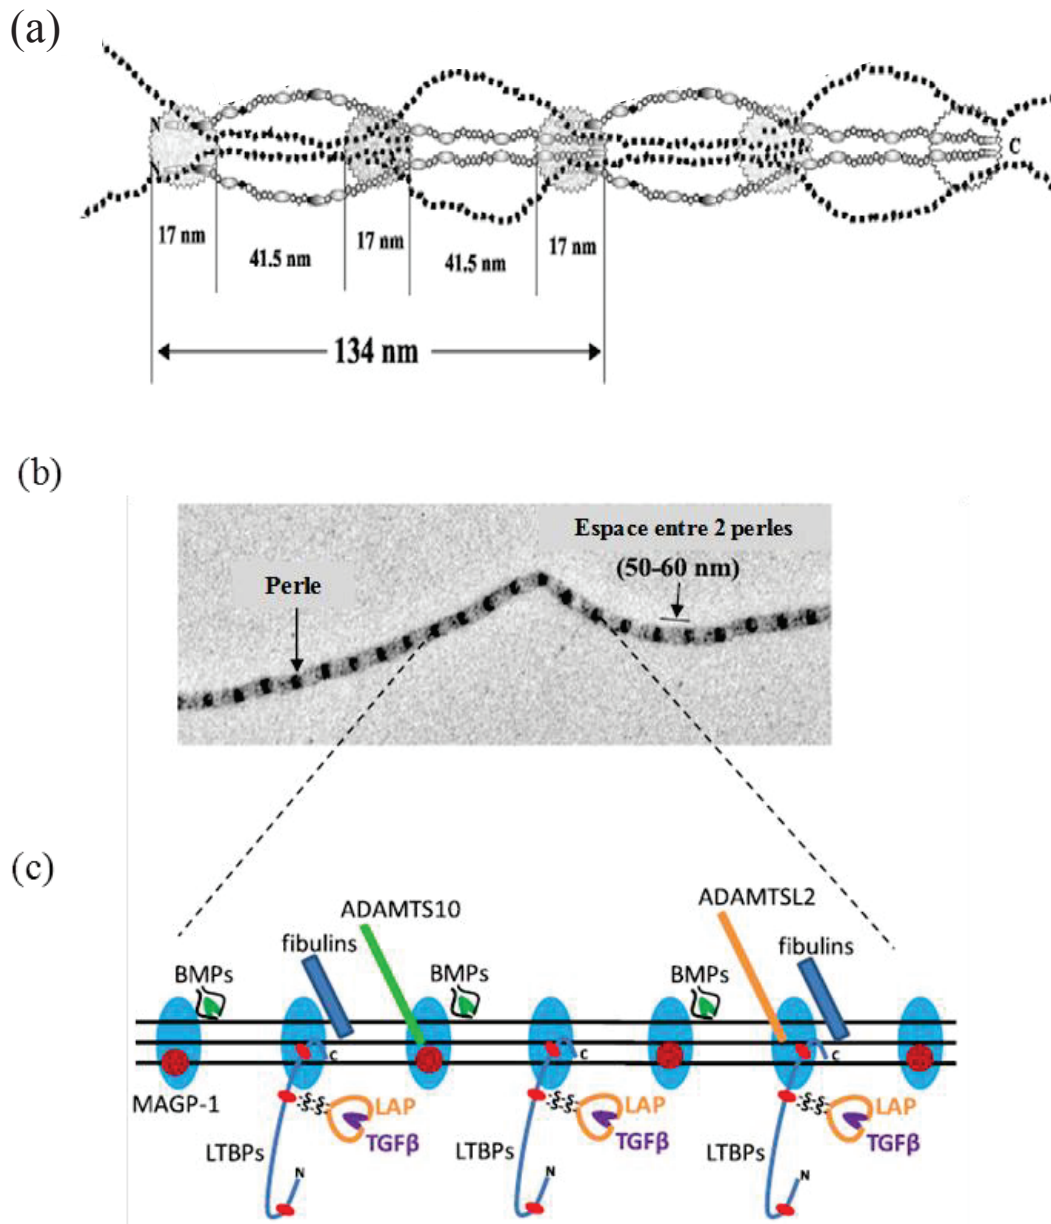 (a)
N
N
C
17 nm
41.5 nm
17 nm
41.5 nm
17 nm
134 nm
(b)
Espace entre 2 perles
(50-60 nm)
Perle
(c)
ADAMTS10
ADAMTSL2
fibulins
fibulins
BMPs
BMPs
BMPs
C
C
C
MAGP-1
-S-S-
-S-S-
-S-S-
LAP
LAP
LAP
TGFβ
TGFβ
TGFβ
LTBPs
LTBPs
LTBPs
N
N
N